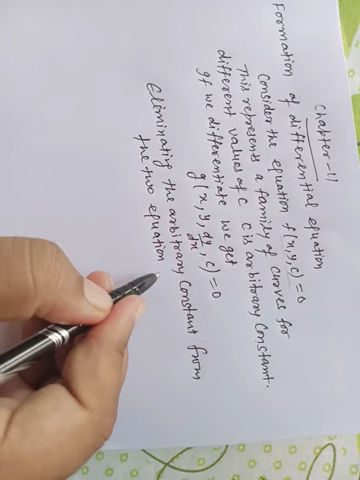 Chapter-11
Formation of differential equation
Consider the equation f(x,y,c)=0
This represents a family of curves for
different values of C C is arbitrary Constant.
If we differentiate we get
g(x,y,dy/dx,c)=0
Eliminating the arbitrary Constant from
the two equation